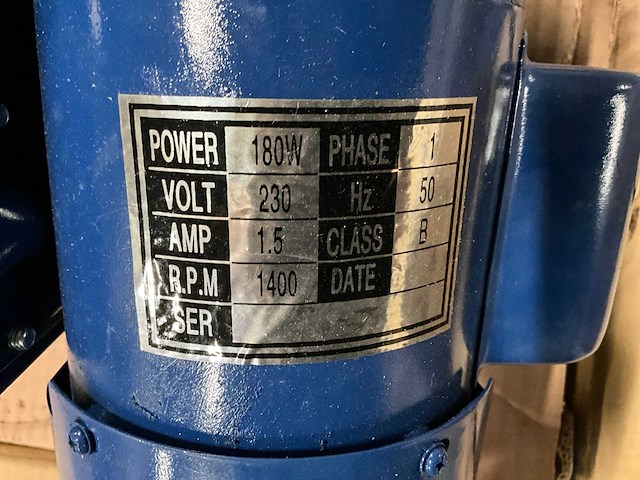 POWER 180W PHASE 1
VOLT 230 Hz 50
AMP 1.5 CLASS B
R.P.M 1400 DATE
SER